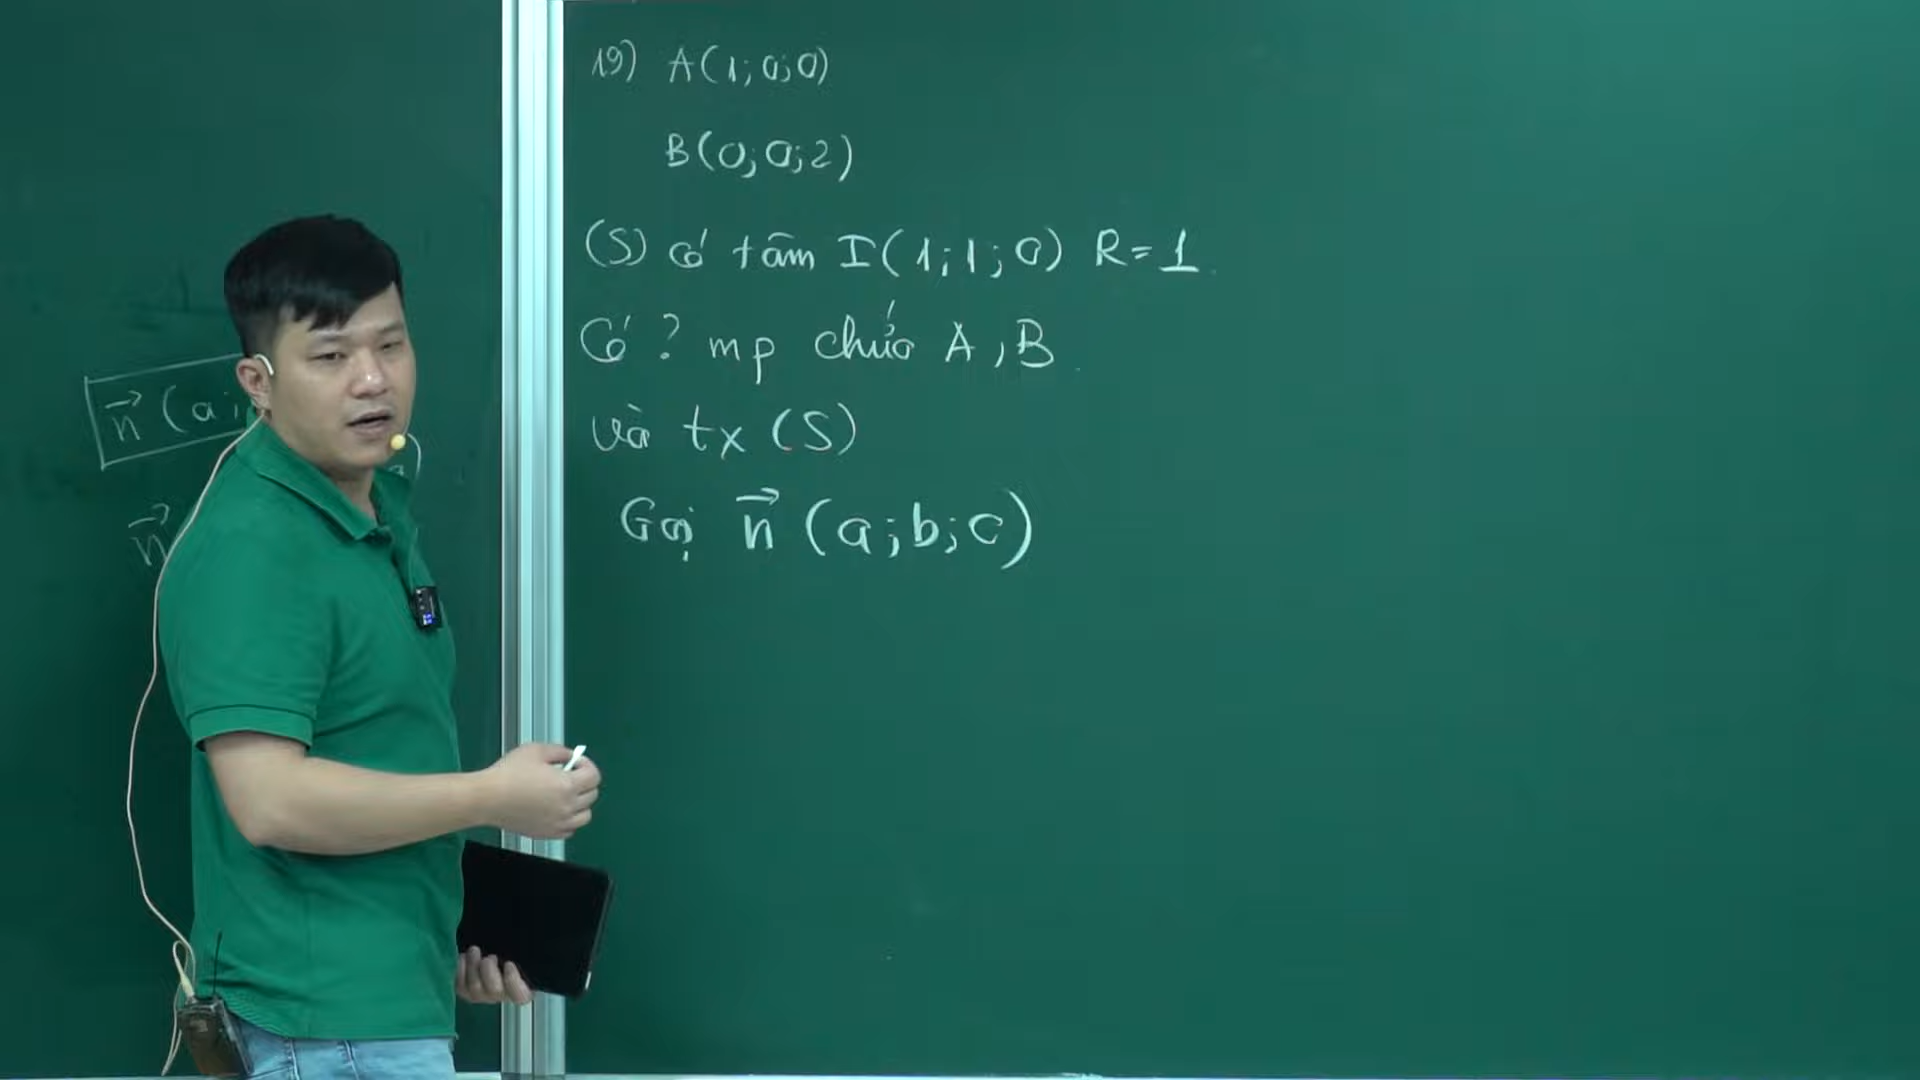 n⃗ (a;
n⃗
19) A(1;0;0)
B(0;0;2)
(S) có tâm I(1;1;0) R=1
Có ? mp chứa A,B.
và tx (S)
Gọi n⃗ (a;b;c)